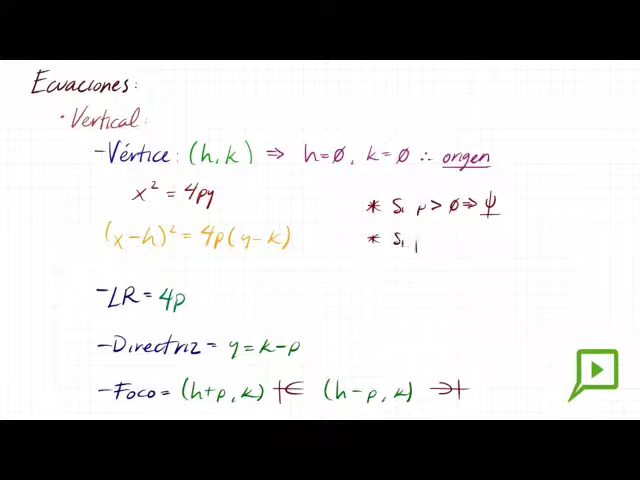 Ecuaciones:
· Vertical:
-Vértice: (h, k) ⇒ h=∅, k=∅ ∴ origen
x² = 4py
* Si p > ∅ ⇒
(x-h)² = 4p(y-k)
* Si
-LR = 4p
-Directriz = y = k-p
-Foco = (h+p, k) (h-p, k)